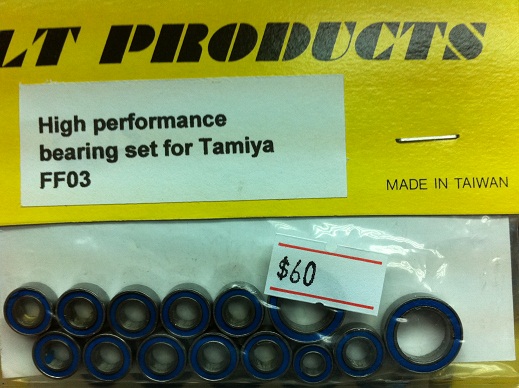 LT PRODUCTS
High performance
bearing set for Tamiya
FF03
MADE IN TAIWAN
$60